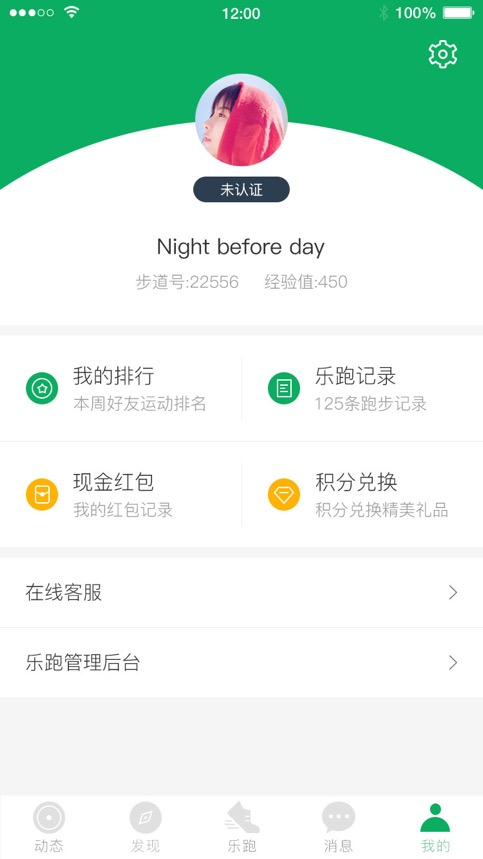 12:00
100%
未认证
Night before day
步道号:22556 经验值:450
我的排行
本周好友运动排名
乐跑记录
125条跑步记录
现金红包
我的红包记录
积分兑换
积分兑换精美礼品
在线客服
乐跑管理后台
动态
发现
乐跑
消息
我的